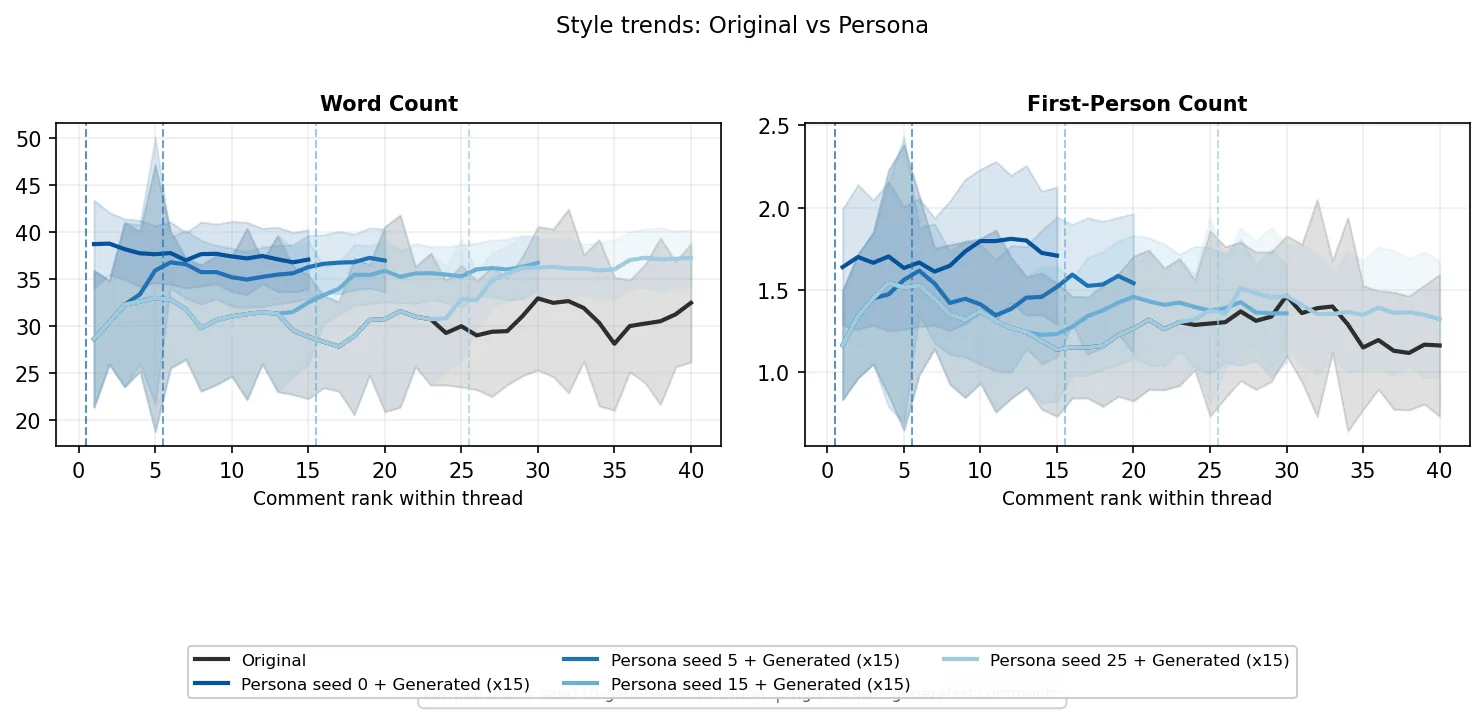 Style trends: Original vs Persona
Word Count
First-Person Count
50
45
40
35
30
25
20
0 5 10 15 20 25 30 35 40
Comment rank within thread
2.5
2.0
1.5
1.0
0 5 10 15 20 25 30 35 40
Comment rank within thread
Original
Persona seed 0 + Generated (x15)
Persona seed 5 + Generated (x15)
Persona seed 15 + Generated (x15)
Persona seed 25 + Generated (x15)